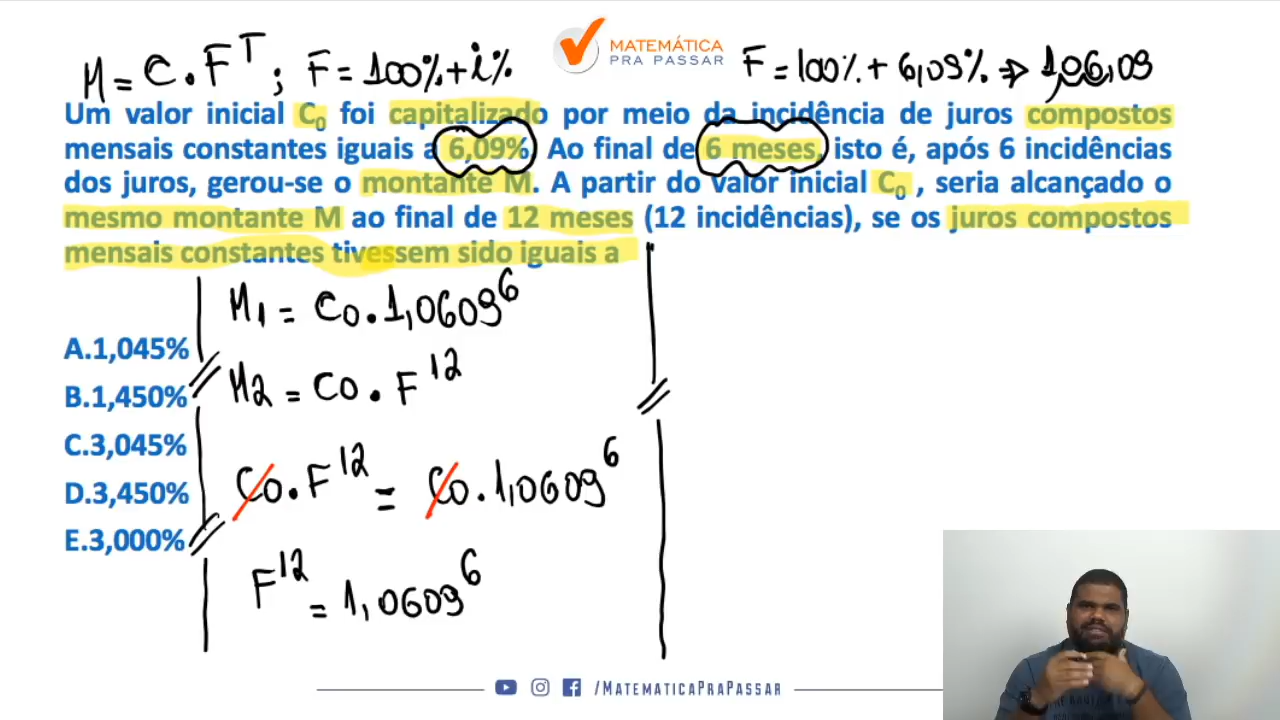 M = C . F^T ; F = 100% + i%
MATEMÁTICA
PRA PASSAR
F = 100% + 6,09% => 1,06,09
Um valor inicial C₀ foi capitalizado por meio da incidência de juros compostos
mensais constantes iguais a 6,09%. Ao final de 6 meses, isto é, após 6 incidências
dos juros, gerou-se o montante M. A partir do valor inicial C₀ , seria alcançado o
mesmo montante M ao final de 12 meses (12 incidências), se os juros compostos
mensais constantes tivessem sido iguais a
A.1,045%
B.1,450%
C.3,045%
D.3,450%
E.3,000%
M1 = C0 . 1,0609^6
M2 = C0 . F^12
C0 . F^12 = C0 . 1,0609^6
F^12 = 1,0609^6
/MATEMATICAPRAPASSAR